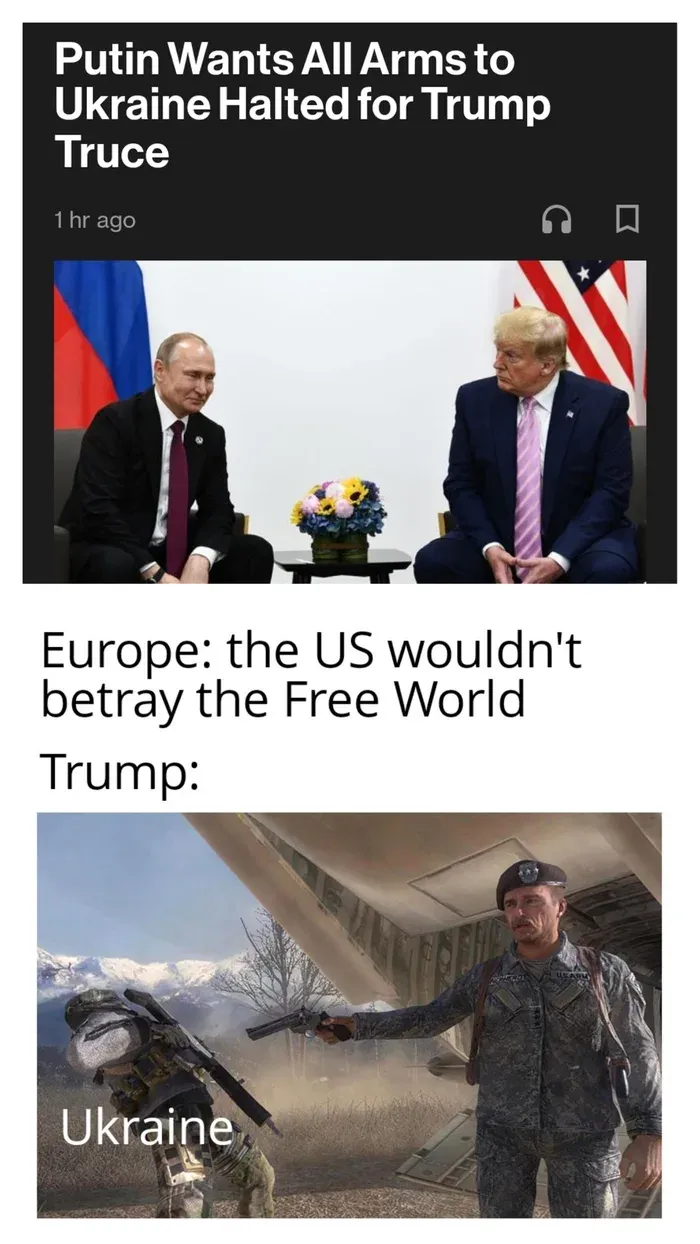 Putin Wants All Arms to
Ukraine Halted for Trump
Truce
1 hr ago
Europe: the US wouldn't
betray the Free World
Trump:
Ukraine